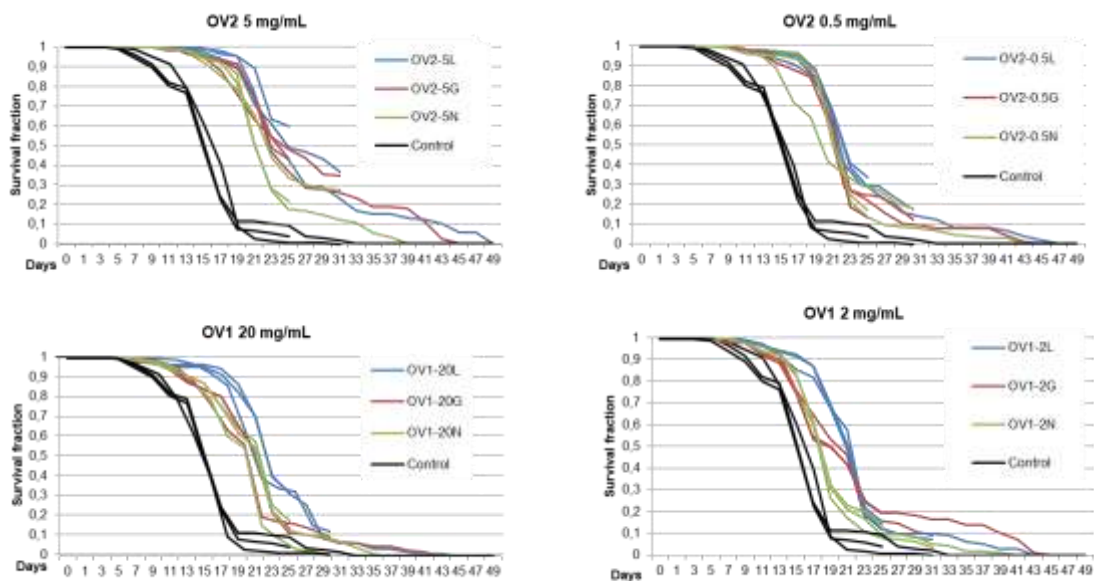 OV2 5 mg/mL
Survival fraction
1
0,9
0,8
0,7
0,6
0,5
0,4
0,3
0,2
0,1
0
OV2-5L
OV2-5G
OV2-5N
Control
0 1 3 5 7 9 11 13 15 17 19 21 23 25 27 29 31 33 35 37 39 41 43 45 47 49
Days
OV2 0.5 mg/mL
Survival fraction
1
0,9
0,8
0,7
0,6
0,5
0,4
0,3
0,2
0,1
0
OV2-0.5L
OV2-0.5G
OV2-0.5N
Control
0 1 3 5 7 9 11 13 15 17 19 21 23 25 27 29 31 33 35 37 39 41 43 45 47 49
Days
OV1 20 mg/mL
Survival fraction
1
0,9
0,8
0,7
0,6
0,5
0,4
0,3
0,2
0,1
0
OV1-20L
OV1-20G
OV1-20N
Control
0 1 3 5 7 9 11 13 15 17 19 21 23 25 27 29 31 33 35 37 39 41 43 45 47 49
Days
OV1 2 mg/mL
Survival fraction
1
0,9
0,8
0,7
0,6
0,5
0,4
0,3
0,2
0,1
0
OV1-2L
OV1-2G
OV1-2N
Control
0 1 3 5 7 9 11 13 15 17 19 21 23 25 27 29 31 33 35 37 39 41 43 45 47 49
Days